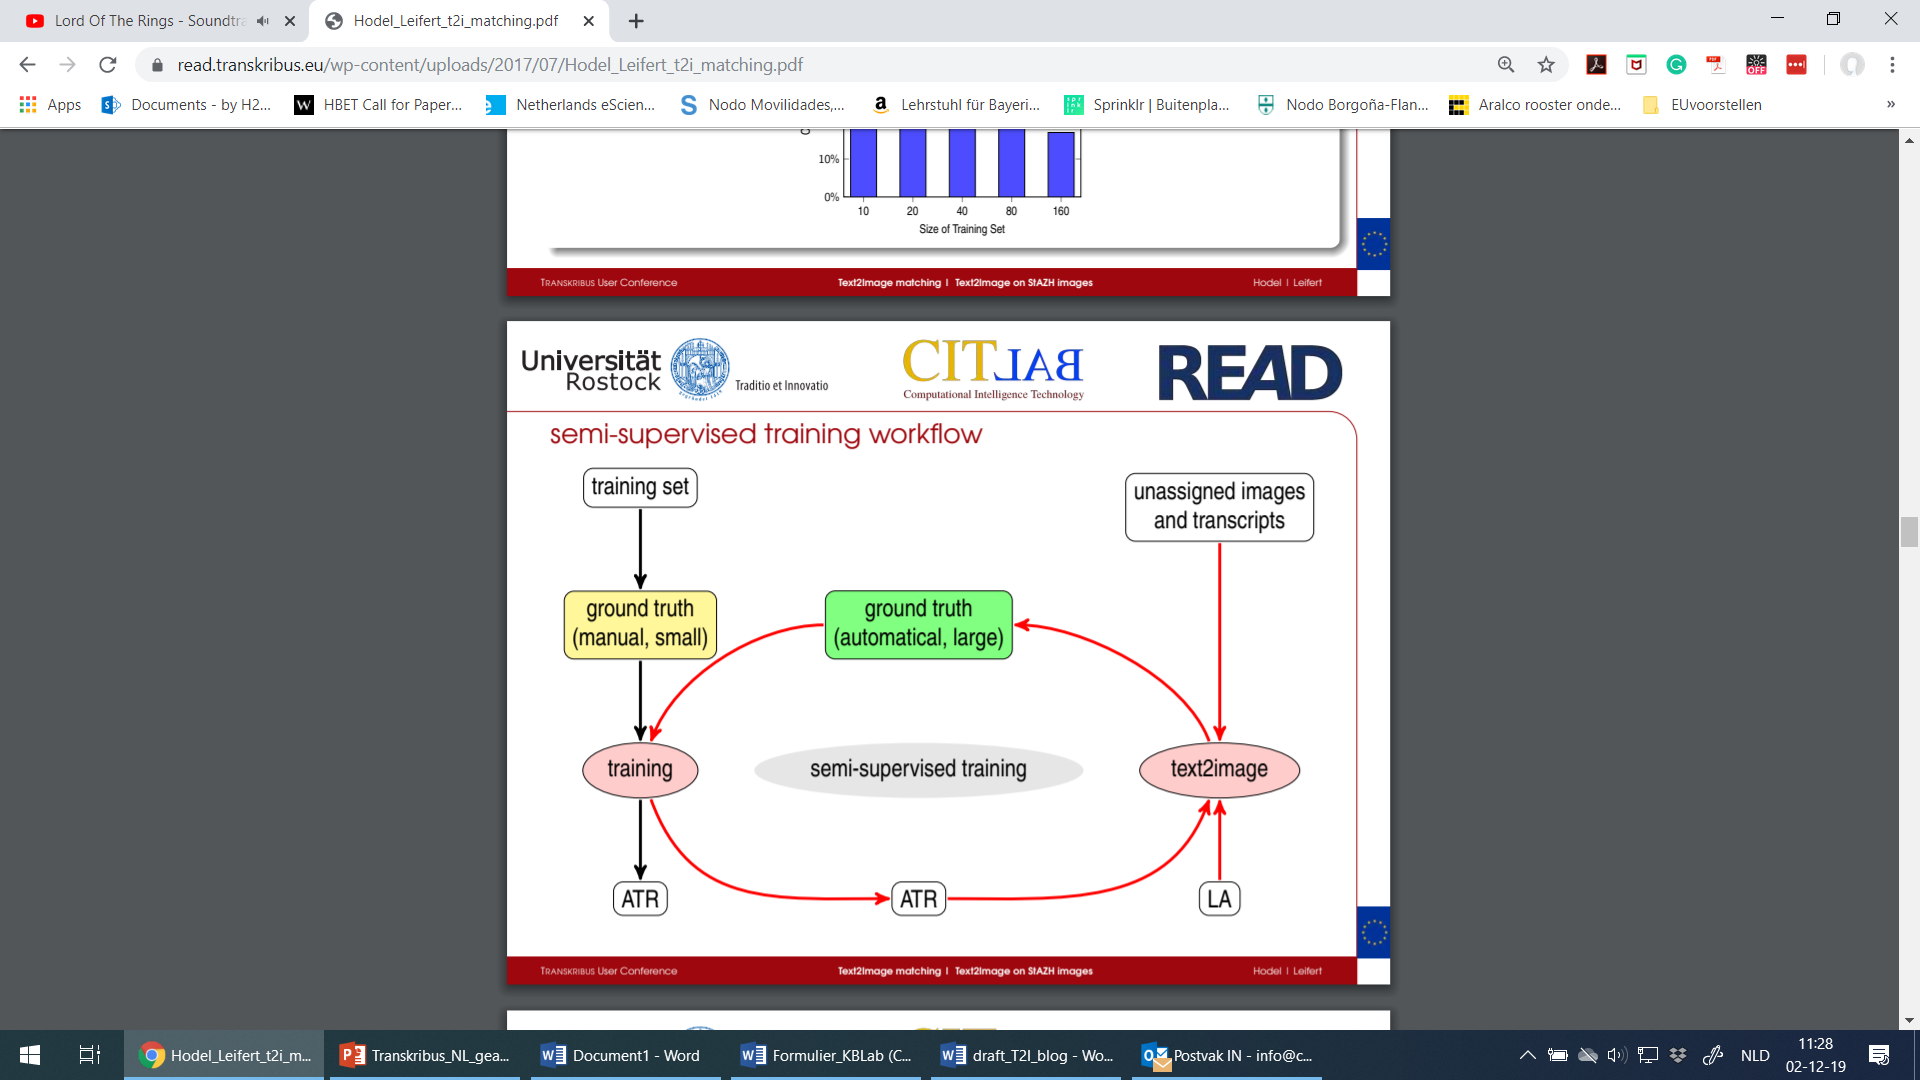 Lord Of The Rings - Soundtra
Hodel_Leifert_t2i_matching.pdf
read.transkribus.eu/wp-content/uploads/2017/07/Hodel_Leifert_t2i_matching.pdf
OFF
Apps
Documents - by H2...
W HBET Call for Paper...
Netherlands eScien...
S Nodo Movilidades,...
a Lehrstuhl für Bayeri...
Sprinklr | Buitenpla...
Nodo Borgoña-Flan...
Aralco rooster onde...
EUvoorstellen
»
10%
0%
10 20 40 80 160
Size of Training Set
TRANSKRIBUS User Conference
Text2Image matching | Text2Image on StAZH images
Hodel | Leifert
Universität
Rostock
Traditio et Innovatio
CITLAB
Computational Intelligence Technology
READ
semi-supervised training workflow
training set
unassigned images
and transcripts
ground truth
(manual, small)
ground truth
(automatical, large)
training
semi-supervised training
text2image
ATR
ATR
LA
TRANSKRIBUS User Conference
Text2Image matching | Text2Image on StAZH images
Hodel | Leifert
Hodel_Leifert_t2i_m...
Transkribus_NL_gea...
Document1 - Word
Formulier_KBLab (C...
draft_T2I_blog - Wo...
Postvak IN - info@c...
NLD
11:28
02-12-19